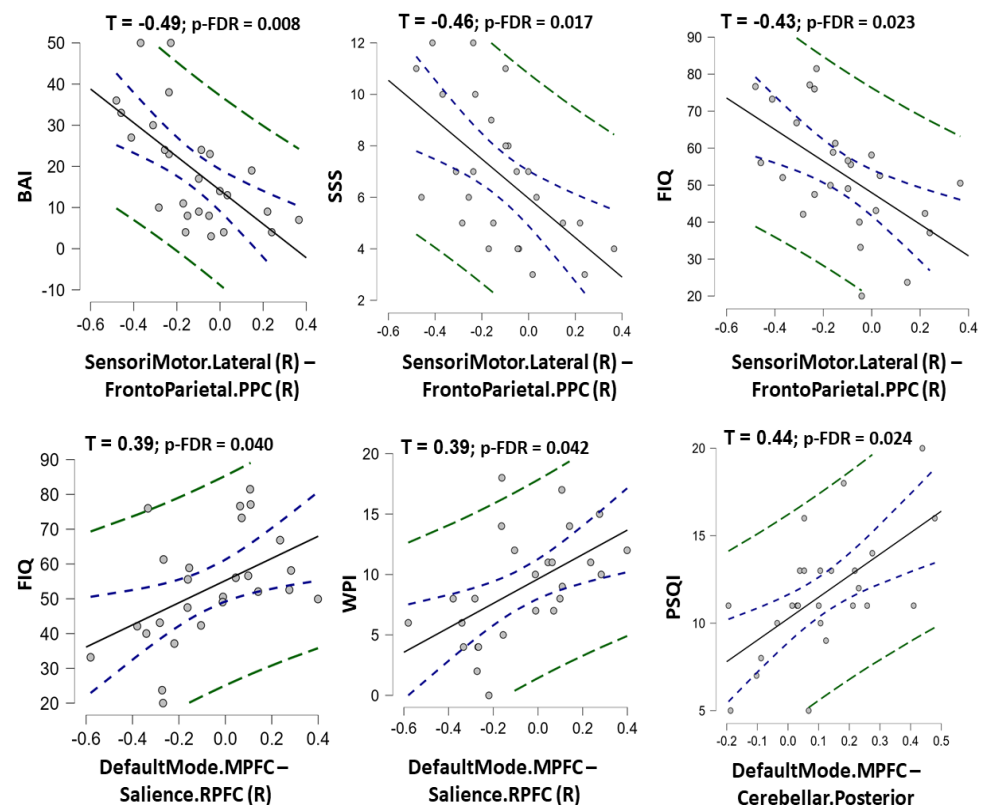 T = -0.49; p-FDR = 0.008
BAI
50
40
30
20
10
0
-10
-0.6 -0.4 -0.2 0.0 0.2 0.4
SensoriMotor.Lateral (R) –
FrontoParietal.PPC (R)
T = -0.46; p-FDR = 0.017
SSS
12
10
8
6
4
2
-0.6 -0.4 -0.2 0.0 0.2 0.4
SensoriMotor.Lateral (R) –
FrontoParietal.PPC (R)
T = -0.43; p-FDR = 0.023
FIQ
90
80
70
60
50
40
30
20
-0.6 -0.4 -0.2 0.0 0.2 0.4
SensoriMotor.Lateral (R) –
FrontoParietal.PPC (R)
T = 0.39; p-FDR = 0.040
FIQ
90
80
70
60
50
40
30
20
-0.6 -0.4 -0.2 0.0 0.2 0.4
DefaultMode.MPFC –
Salience.RPFC (R)
T = 0.39; p-FDR = 0.042
WPI
20
15
10
5
0
-0.6 -0.4 -0.2 0.0 0.2 0.4
DefaultMode.MPFC –
Salience.RPFC (R)
T = 0.44; p-FDR = 0.024
PSQI
20
15
10
5
-0.2 -0.1 0.0 0.1 0.2 0.3 0.4 0.5
DefaultMode.MPFC –
Cerebellar.Posterior